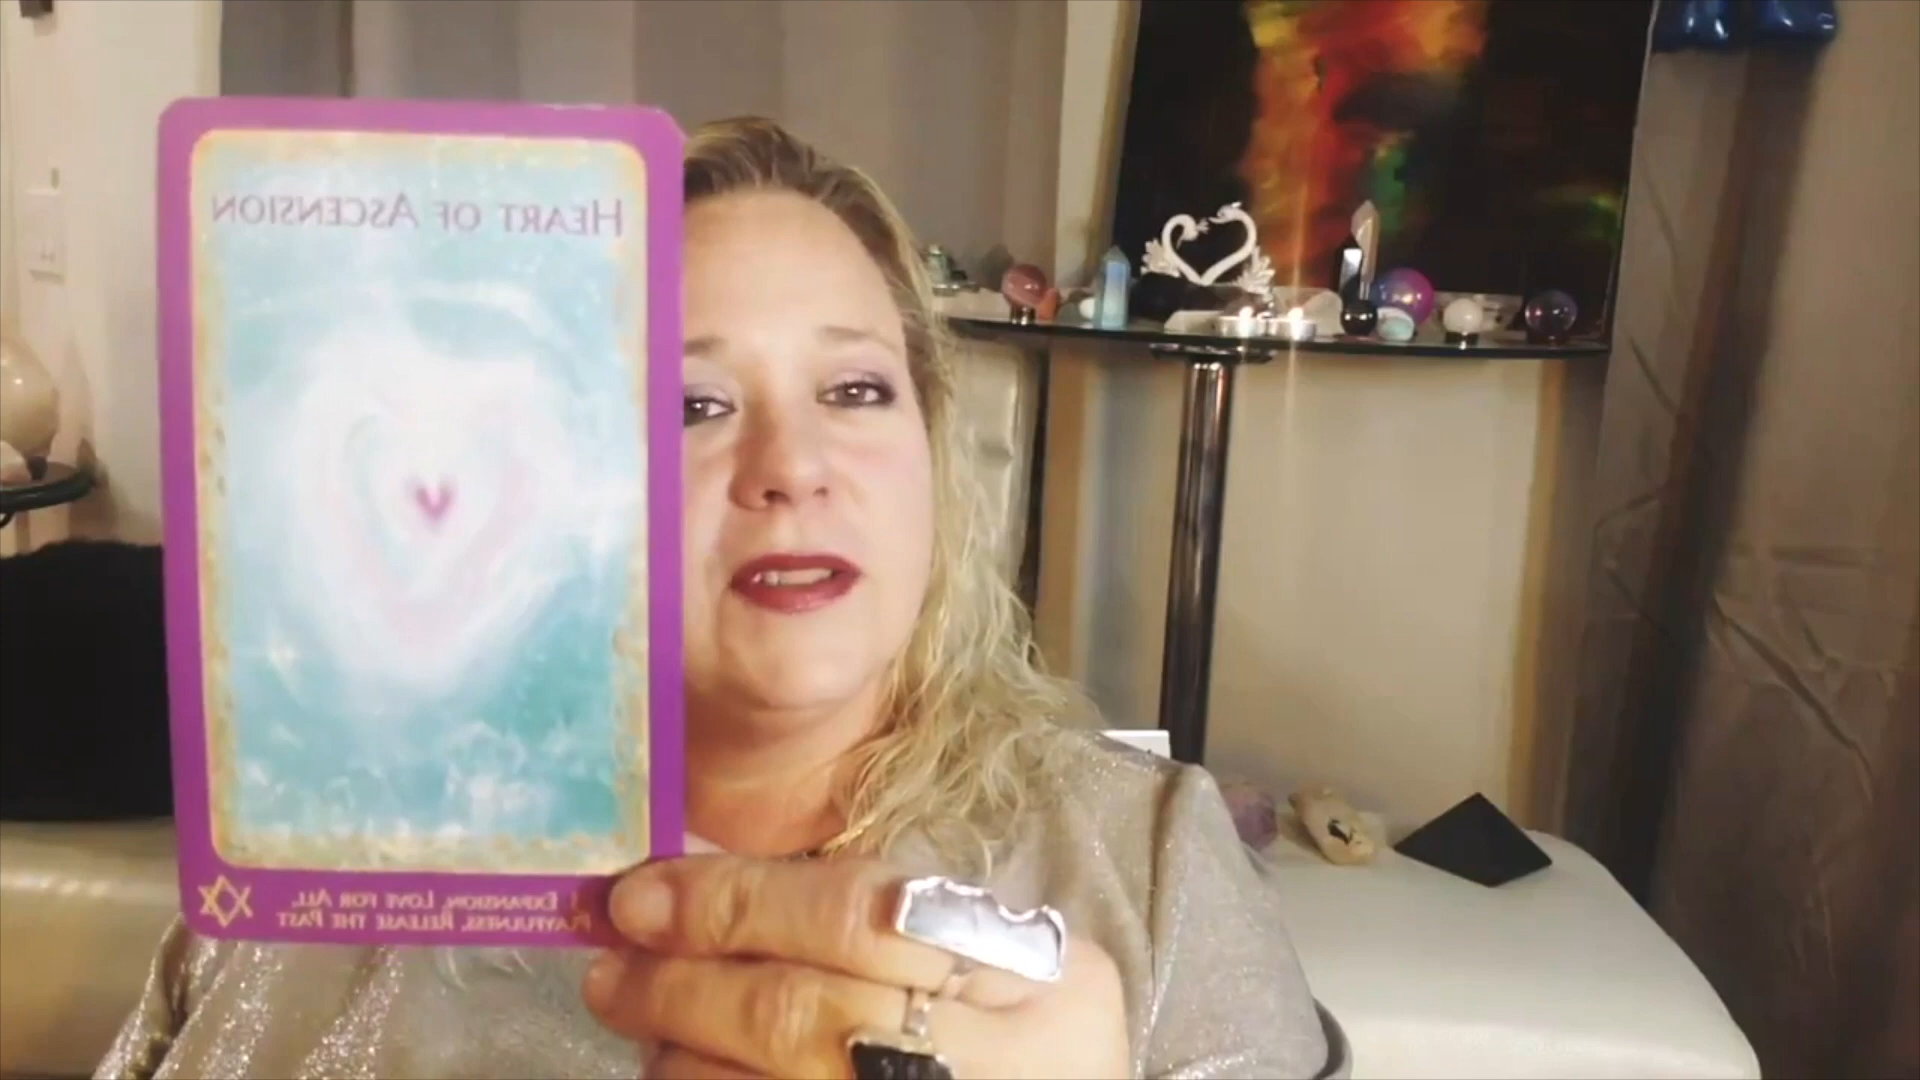 HEART OF ASCENSION
EXPANSION, LOVE FOR ALL,
PLAYFULNESS, RELEASE THE PAST